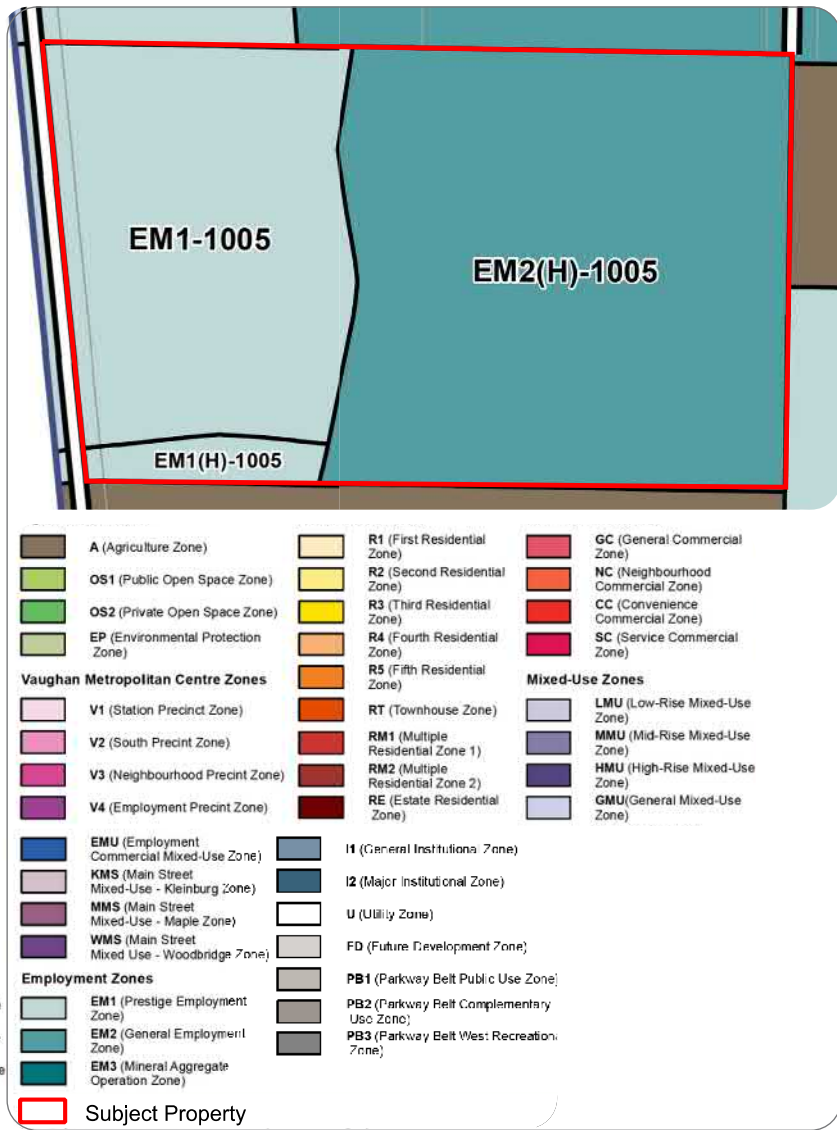 EM1-1005
EM2(H)-1005
EM1(H)-1005
A (Agriculture Zone)
OS1 (Public Open Space Zone)
OS2 (Private Open Space Zone)
EP (Environmental Protection
Zone)
Vaughan Metropolitan Centre Zones
V1 (Station Precinct Zone)
V2 (South Precint Zone)
V3 (Neighbourhood Precint Zone)
V4 (Employment Precint Zone)
R1 (First Residential
Zone)
R2 (Second Residential
Zone)
R3 (Third Residential
Zone)
R4 (Fourth Residential
Zone)
R5 (Fifth Residential
Zone)
RT (Townhouse Zone)
RM1 (Multiple
Residential Zone 1)
RM2 (Multiple
Residential Zone 2)
RE (Estate Residential
Zone)
GC (General Commercial
Zone)
NC (Neighbourhood
Commercial Zone)
CC (Convenience
Commercial Zone)
SC (Service Commercial
Zone)
Mixed-Use Zones
LMU (Low-Rise Mixed-Use
Zone)
MMU (Mid-Rise Mixed-Use
Zone)
HMU (High-Rise Mixed-Use
Zone)
GMU(General Mixed-Use
Zone)
EMU (Employment
Commercial Mixed-Use Zone)
KMS (Main Street
Mixed-Use - Kleinburg Zone)
MMS (Main Street
Mixed-Use - Maple Zone)
WMS (Main Street
Mixed Use - Woodbridge Zone)
Employment Zones
EM1 (Prestige Employment
Zone)
EM2 (General Employment
Zone)
EM3 (Mineral Aggregate
Operation Zone)
I1 (General Institutional Zone)
I2 (Major Institutional Zone)
U (Utility Zone)
FD (Future Development Zone)
PB1 (Parkway Belt Public Use Zone)
PB2 (Parkway Belt Complementary
Use Zone)
PB3 (Parkway Belt West Recreation
Zone)
Subject Property